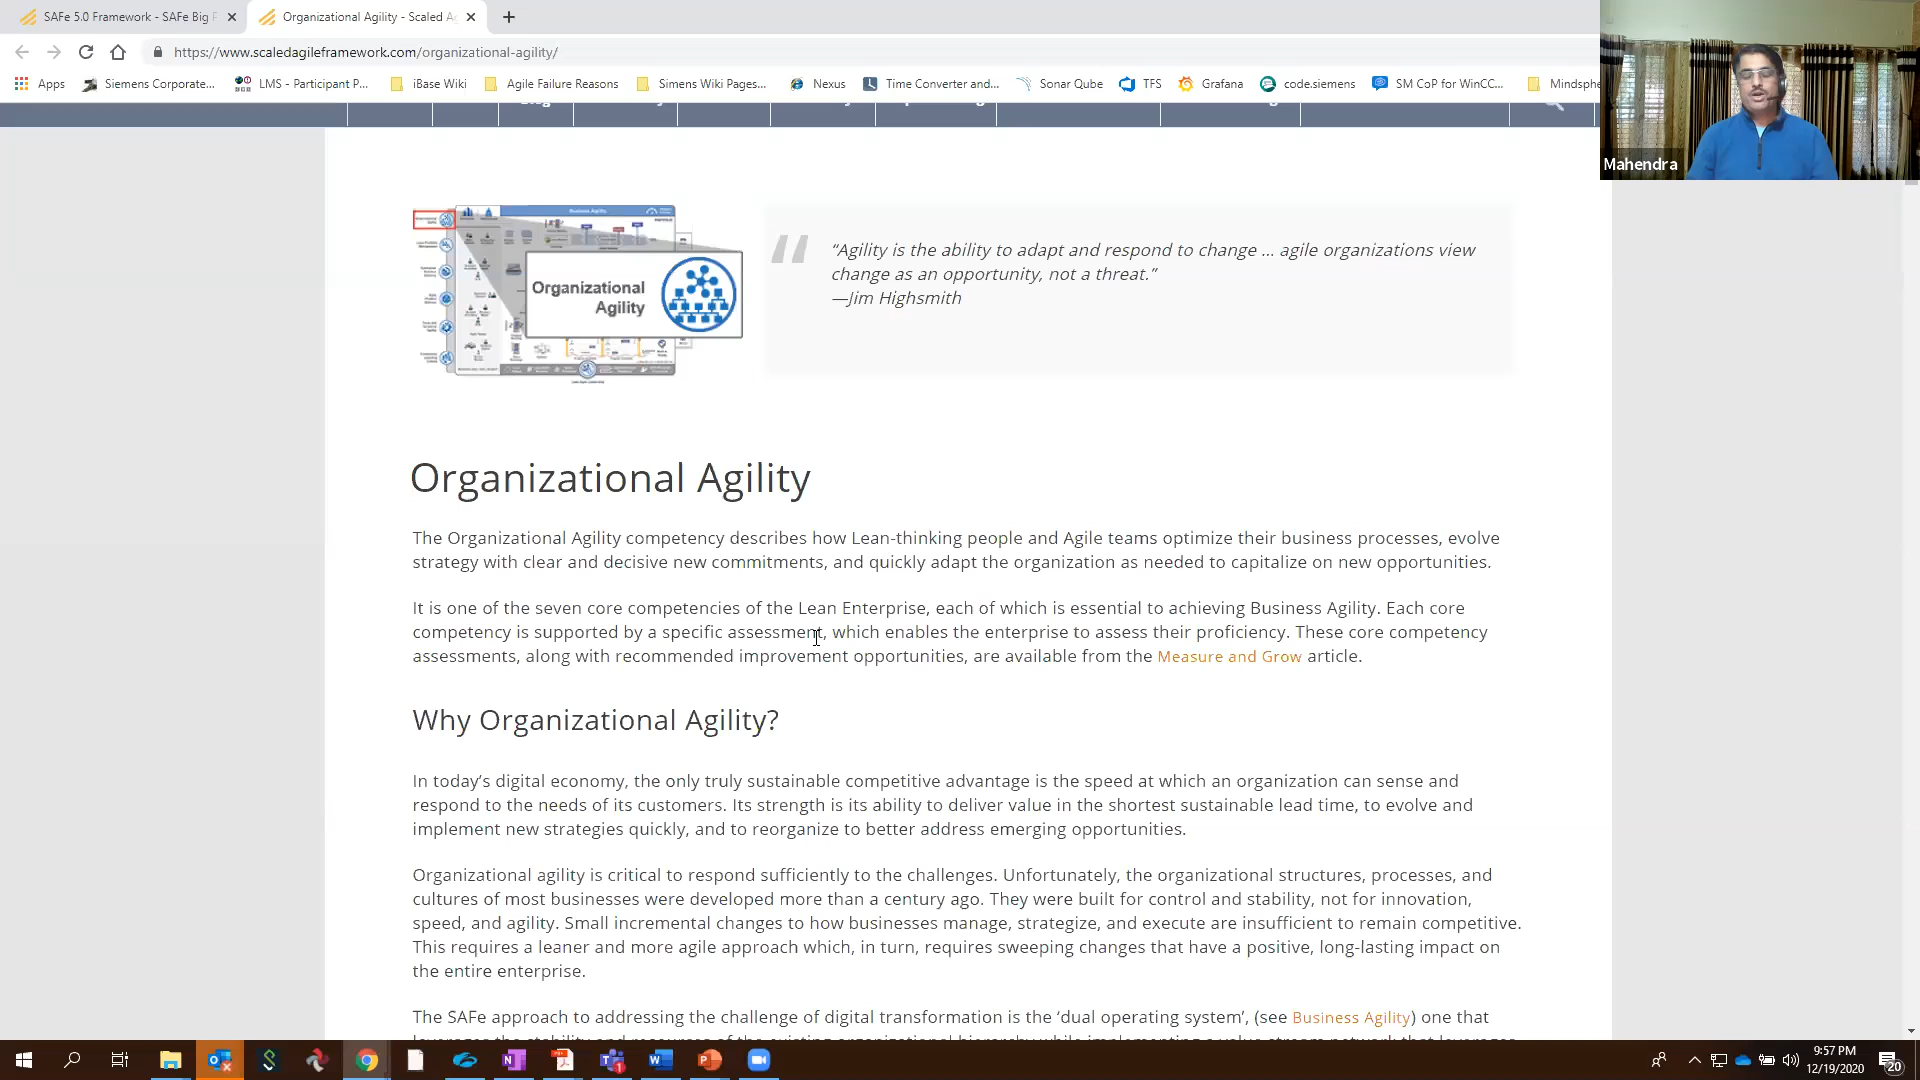 SAFe 5.0 Framework - SAFe Big
Organizational Agility - Scaled
https://www.scaledagileframework.com/organizational-agility/
Apps Siemens Corporate... LMS - Participant P... iBase Wiki Agile Failure Reasons Simens Wiki Pages... Nexus Time Converter and... Sonar Qube TFS Grafana code.siemens SM CoP for WinCC... Mindsphe
Mahendra
Business Agility
Organizational
Agility
“Agility is the ability to adapt and respond to change … agile organizations view
change as an opportunity, not a threat.”
—Jim Highsmith
Organizational Agility
The Organizational Agility competency describes how Lean-thinking people and Agile teams optimize their business processes, evolve
strategy with clear and decisive new commitments, and quickly adapt the organization as needed to capitalize on new opportunities.
It is one of the seven core competencies of the Lean Enterprise, each of which is essential to achieving Business Agility. Each core
competency is supported by a specific assessment, which enables the enterprise to assess their proficiency. These core competency
assessments, along with recommended improvement opportunities, are available from the Measure and Grow article.
Why Organizational Agility?
In today’s digital economy, the only truly sustainable competitive advantage is the speed at which an organization can sense and
respond to the needs of its customers. Its strength is its ability to deliver value in the shortest sustainable lead time, to evolve and
implement new strategies quickly, and to reorganize to better address emerging opportunities.
Organizational agility is critical to respond sufficiently to the challenges. Unfortunately, the organizational structures, processes, and
cultures of most businesses were developed more than a century ago. They were built for control and stability, not for innovation,
speed, and agility. Small incremental changes to how businesses manage, strategize, and execute are insufficient to remain competitive.
This requires a leaner and more agile approach which, in turn, requires sweeping changes that have a positive, long-lasting impact on
the entire enterprise.
The SAFe approach to addressing the challenge of digital transformation is the ‘dual operating system’, (see Business Agility) one that
9:57 PM
12/19/2020
20